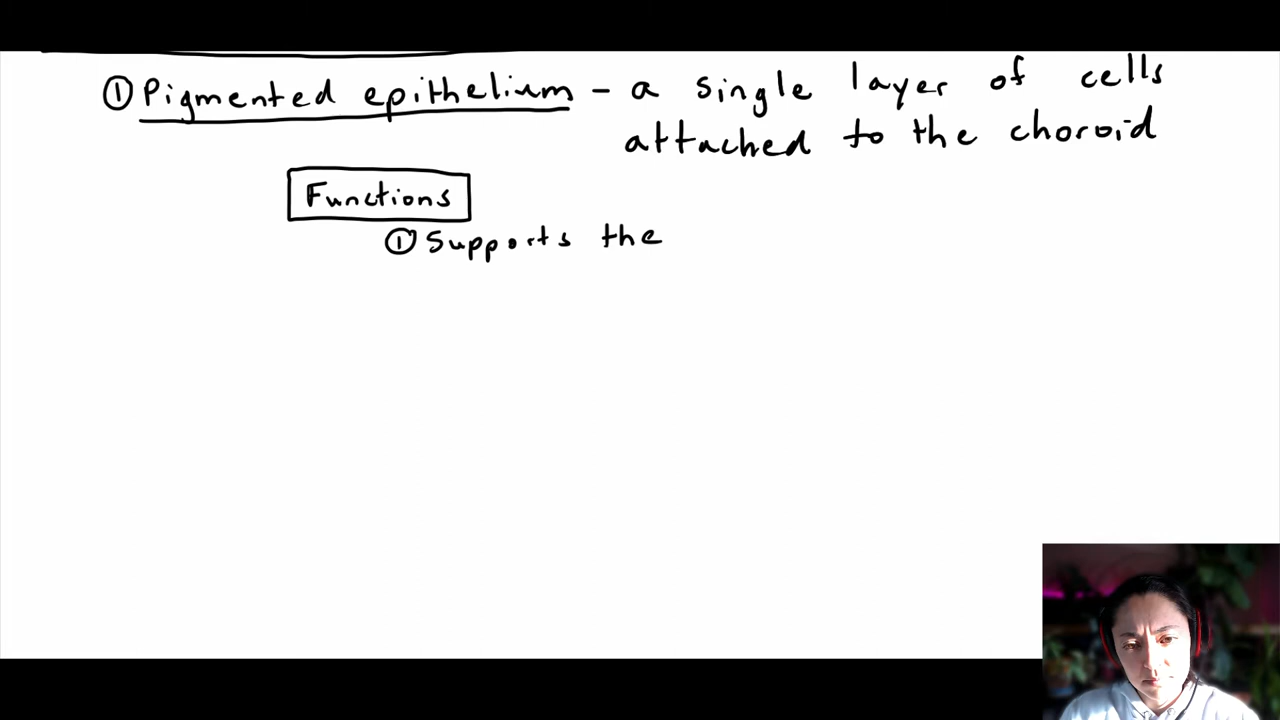 ① Pigmented epithelium – a single layer of cells
attached to the choroid
Functions
① Supports the